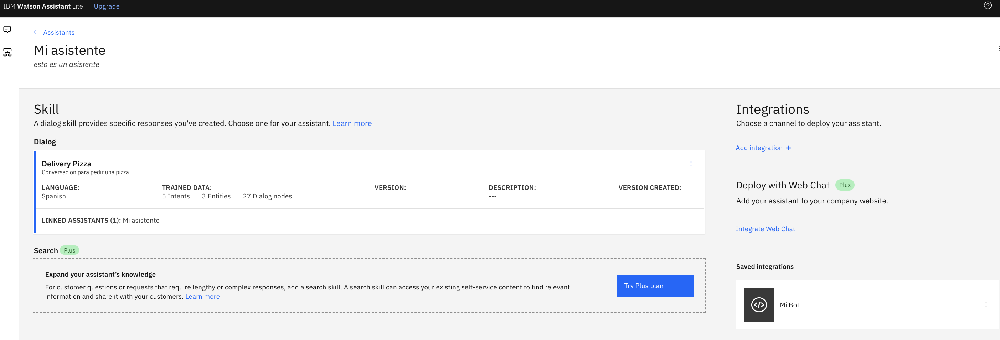 IBM Watson Assistant Lite Upgrade
Assistants
Mi asistente
esto es un asistente
Skill
A dialog skill provides specific responses you've created. Choose one for your assistant. Learn more
Dialog
Delivery Pizza
Conversacion para pedir una pizza
LANGUAGE: TRAINED DATA: VERSION: DESCRIPTION: VERSION CREATED:
Spanish 5 Intents | 3 Entities | 27 Dialog nodes ---
LINKED ASSISTANTS (1): Mi asistente
Search Plus
Expand your assistant’s knowledge
For customer questions or requests that require lengthy or complex responses, add a search skill. A search skill can access your existing self-service content to find relevant
information and share it with your customers. Learn more
Try Plus plan
Integrations
Choose a channel to deploy your assistant.
Add integration +
Deploy with Web Chat Plus
Add your assistant to your company website.
Integrate Web Chat
Saved integrations
Mi Bot